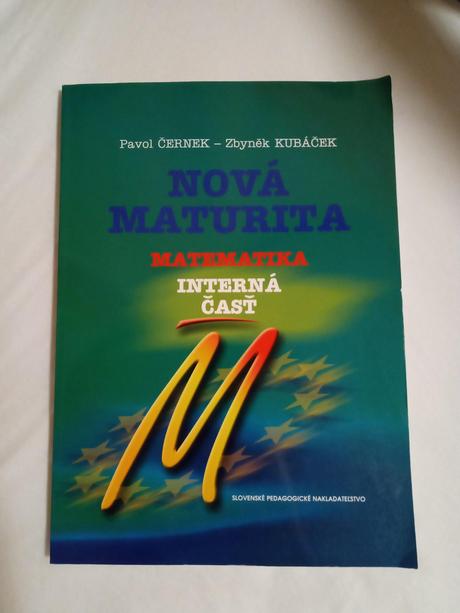 Pavol ČERNEK – Zbyněk KUBÁČEK
NOVÁ
MATURITA
MATEMATIKA
INTERNÁ
ČASŤ
M
SLOVENSKÉ PEDAGOGICKÉ NAKLADATEĽSTVO